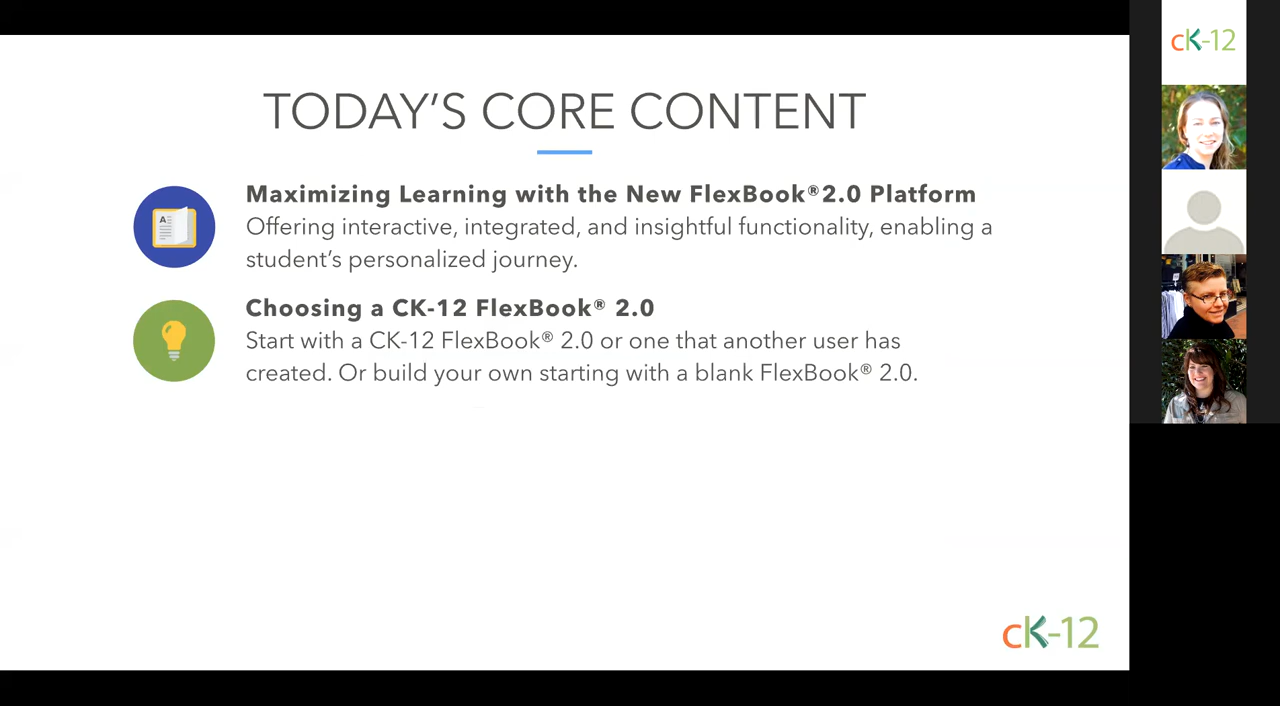 TODAY’S CORE CONTENT
Maximizing Learning with the New FlexBook®2.0 Platform
Offering interactive, integrated, and insightful functionality, enabling a
student’s personalized journey.
Choosing a CK-12 FlexBook® 2.0
Start with a CK-12 FlexBook® 2.0 or one that another user has
created. Or build your own starting with a blank FlexBook® 2.0.
cK-12
cK-12
A